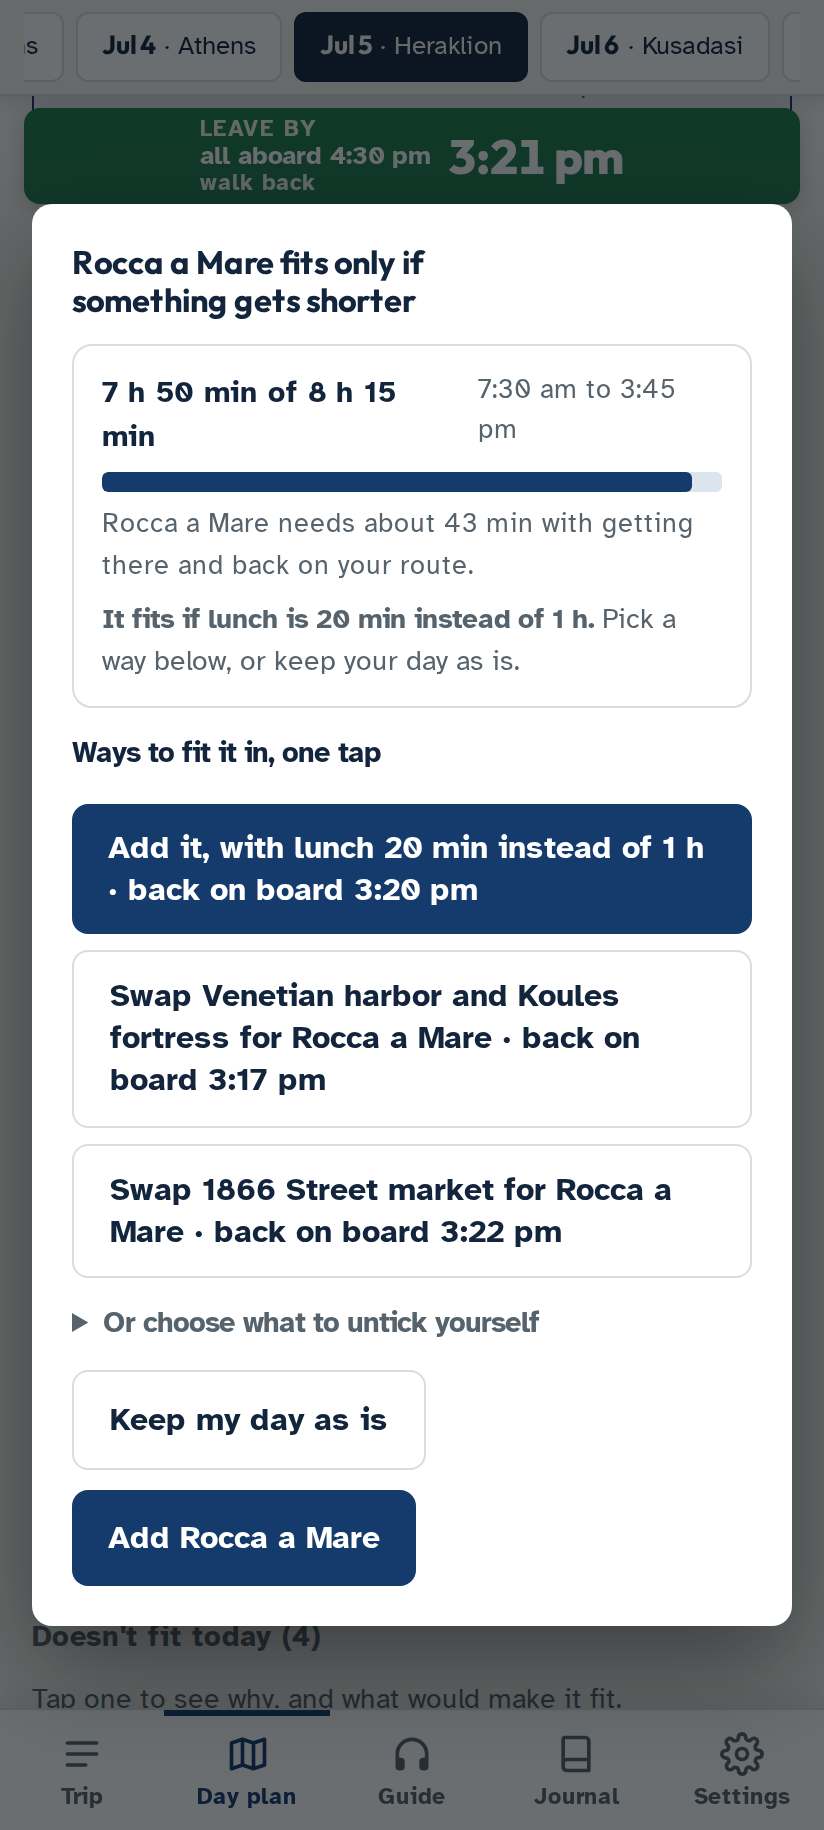 s
Jul 4 · Athens
Jul 5 · Heraklion
Jul 6 · Kusadasi
LEAVE BY
all aboard 4:30 pm
walk back
3:21 pm
Rocca a Mare fits only if
something gets shorter
7 h 50 min of 8 h 15
min
7:30 am to 3:45
pm
Rocca a Mare needs about 43 min with getting
there and back on your route.
It fits if lunch is 20 min instead of 1 h. Pick a
way below, or keep your day as is.
Ways to fit it in, one tap
Add it, with lunch 20 min instead of 1 h
· back on board 3:20 pm
Swap Venetian harbor and Koules
fortress for Rocca a Mare · back on
board 3:17 pm
Swap 1866 Street market for Rocca a
Mare · back on board 3:22 pm
Or choose what to untick yourself
Keep my day as is
Add Rocca a Mare
Doesn't fit today (4)
Tap one to see why, and what would make it fit.
Trip
Day plan
Guide
Journal
Settings